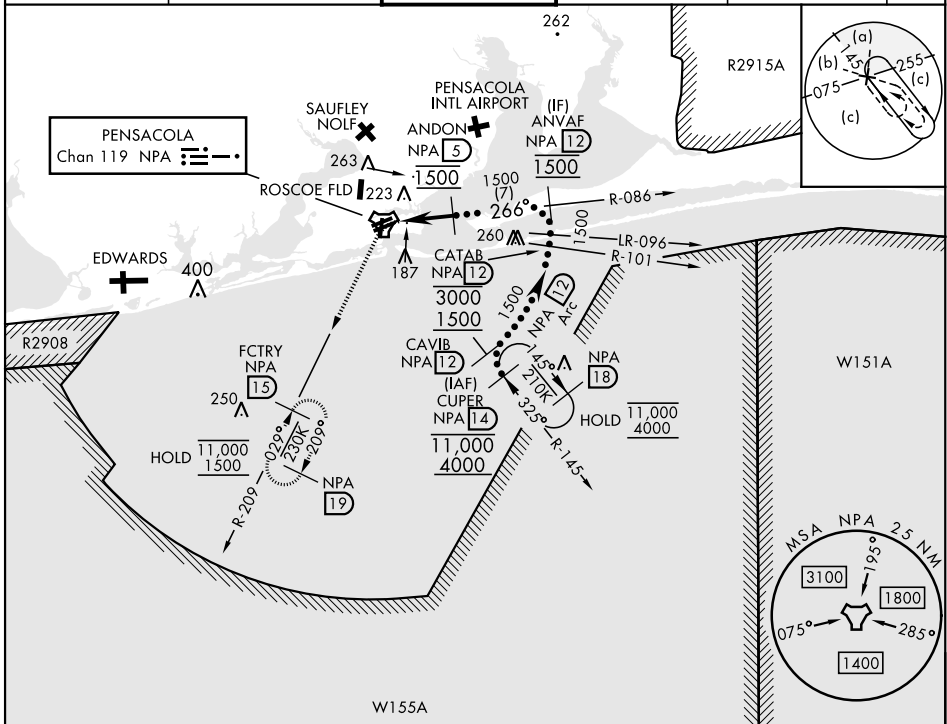 262
R2915A
(a)
(b)
145°
255
075
(c)
(c)
PENSACOLA
INTL AIRPORT
SAUFLEY
NOLF
PENSACOLA
Chan 119 NPA
ANDON
NPA 5
1500
(IF)
ANVAF
NPA 12
1500
263
ROSCOE FLD
223
1500
(7)
266°
R-086
1500
260
LR-096
R-101
187
CATAB
NPA 12
3000
1500
EDWARDS
400
1500
NPA 12
Arc
R2908
CAVIB
NPA 12
W151A
FCTRY
NPA
15
250
145°
210K
325°
NPA
18
(IAF)
CUPER
NPA 14
11,000
4000
HOLD 11,000
4000
R-145
HOLD 11,000
1500
029°
230K
209°
NPA
19
R-209
MSA NPA 25 NM
195°
3100
1800
075°
285°
1400
W155A